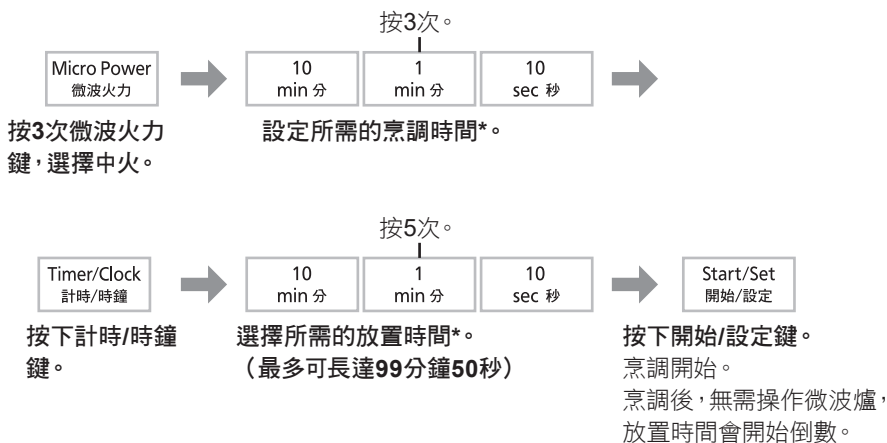 按3次。
Micro Power
微波火力
10
min 分
1
min 分
10
sec 秒
按3次微波火力
鍵，選擇中火。
設定所需的烹調時間*。
按5次。
Timer/Clock
計時/時鐘
10
min 分
1
min 分
10
sec 秒
Start/Set
開始/設定
按下計時/時鐘
鍵。
選擇所需的放置時間*。
（最多可長達99分鐘50秒）
按下開始/設定鍵。
烹調開始。
烹調後，無需操作微波爐，
放置時間會開始倒數。